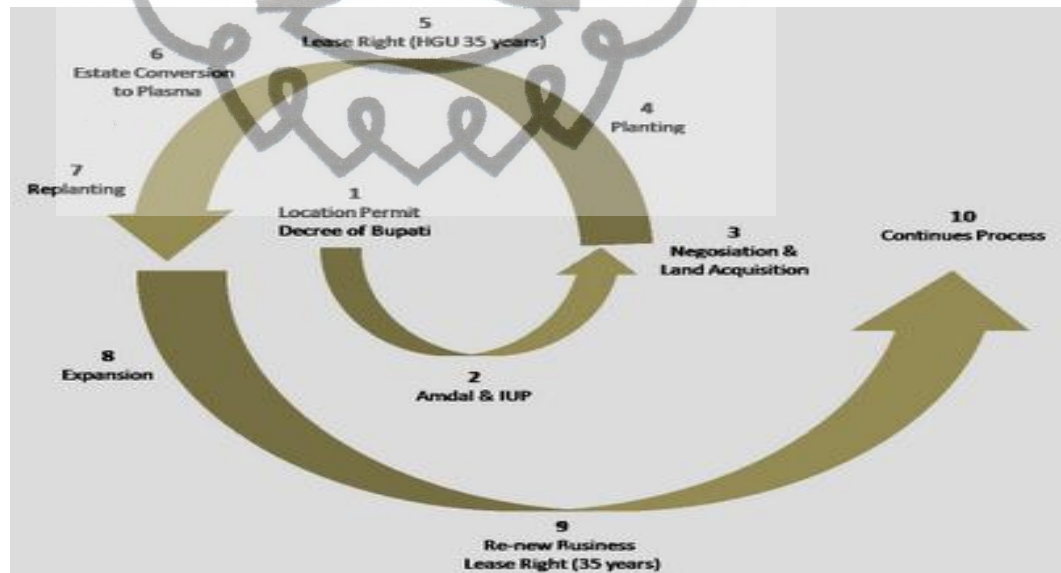 1
Location Permit
Decree of Bupati
2
Amdal & IUP
3
Negosiation &
Land Acquisition
4
Planting
5
Lease Right (HGU 35 years)
6
Estate Conversion
to Plasma
7
Replanting
8
Expansion
9
Re-new Business
Lease Right (35 years)
10
Continues Process